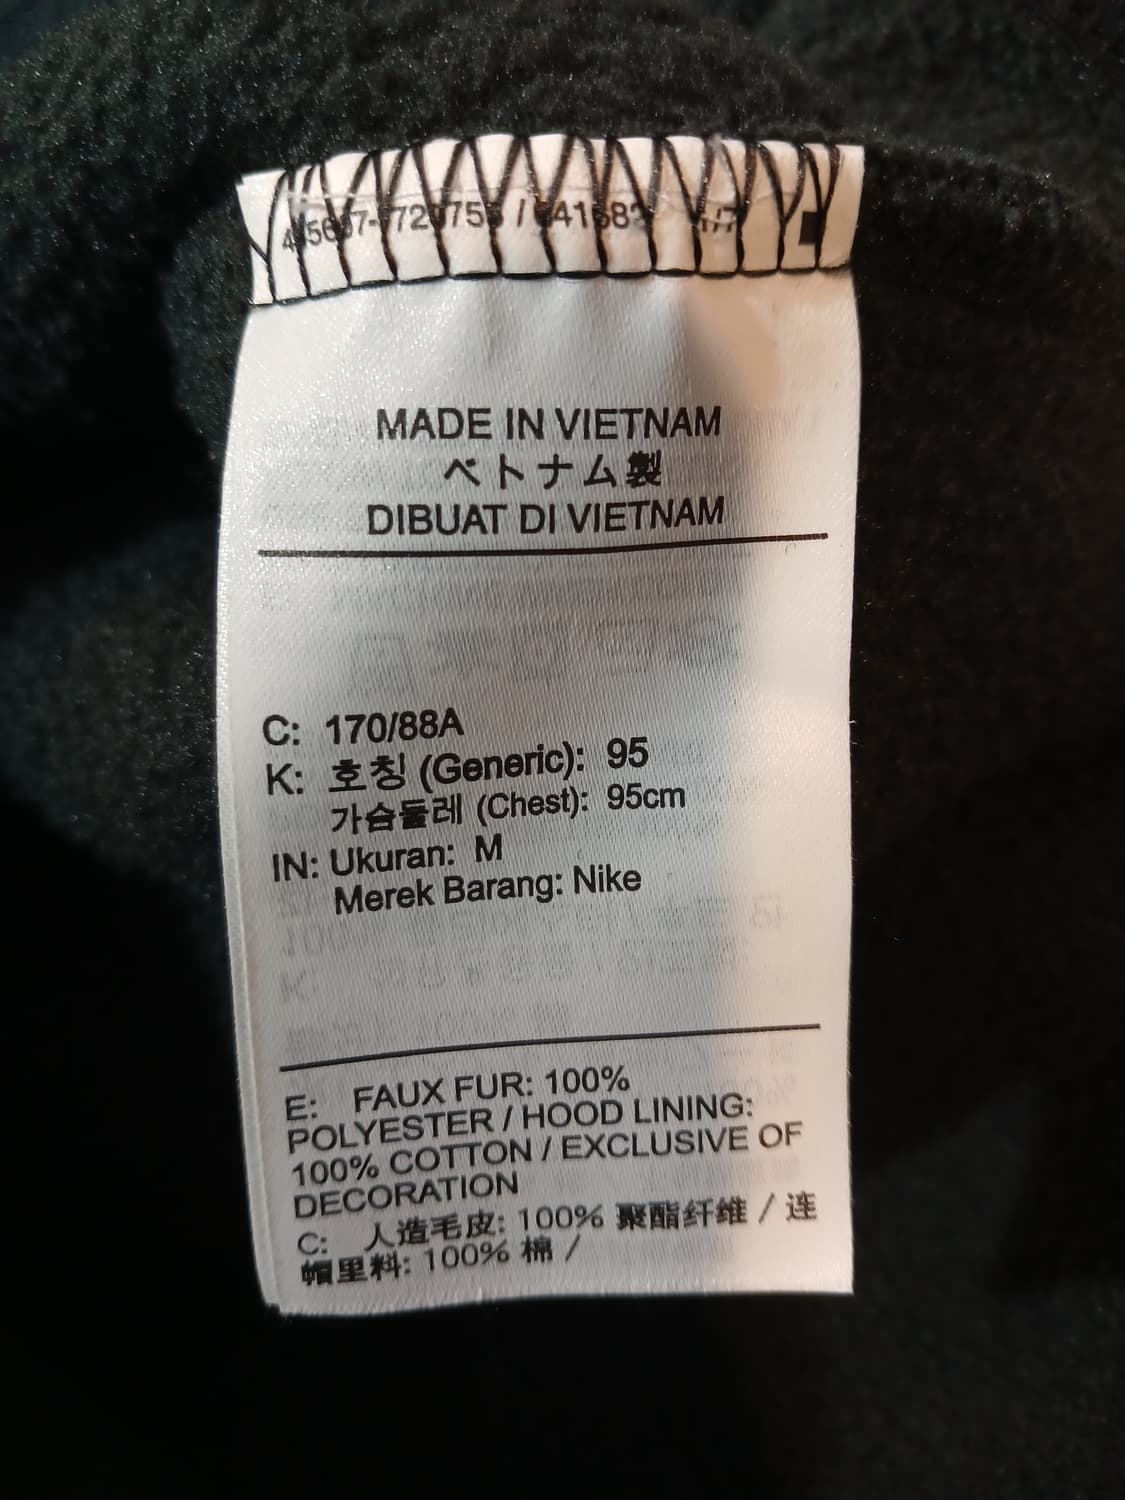 MADE IN VIETNAM
ベトナム製
DIBUAT DI VIETNAM
C: 170/88A
K: 호칭 (Generic): 95
가슴둘레 (Chest): 95cm
IN: Ukuran: M
Merek Barang: Nike
E: FAUX FUR: 100%
POLYESTER / HOOD LINING:
100% COTTON / EXCLUSIVE OF
DECORATION
C: 人造毛皮: 100% 聚酯纤维 / 连
帽里料: 100% 棉 /